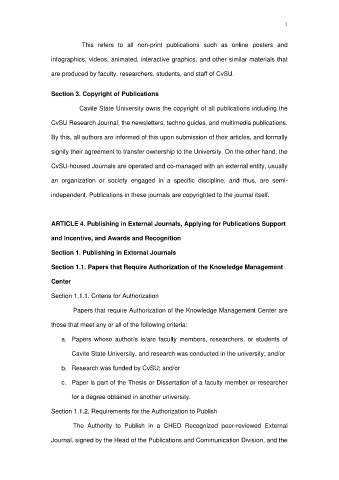 1
This refers to all non-print publications such as online posters and
infographics, videos, animated, interactive graphics, and other similar materials that
are produced by faculty, researchers, students, and staff of CvSU.
Section 3. Copyright of Publications
Cavite State University owns the copyright of all publications including the
CvSU Research Journal, the newsletters, techno guides, and multimedia publications.
By this, all authors are informed of this upon submission of their articles, and formally
signify their agreement to transfer ownership to the University. On the other hand, the
CvSU-housed Journals are operated and co-managed with an external entity, usually
an organization or society engaged in a specific discipline, and thus, are semi-
independent. Publications in these journals are copyrighted to the journal itself.
ARTICLE 4. Publishing in External Journals, Applying for Publications Support
and Incentive, and Awards and Recognition
Section 1. Publishing in External Journals
Section 1.1. Papers that Require Authorization of the Knowledge Management
Center
Section 1.1.1. Criteria for Authorization
Papers that require Authorization of the Knowledge Management Center are
those that meet any or all of the following criteria:
a. Papers whose author/s is/are faculty members, researchers, or students of
Cavite State University, and research was conducted in the university; and/or
b. Research was funded by CvSU; and/or
c. Paper is part of the Thesis or Dissertation of a faculty member or researcher
for a degree obtained in another university.
Section 1.1.2. Requirements for the Authorization to Publish
The Authority to Publish in a CHED Recognized peer-reviewed External
Journal, signed by the Head of the Publications and Communication Division, and the